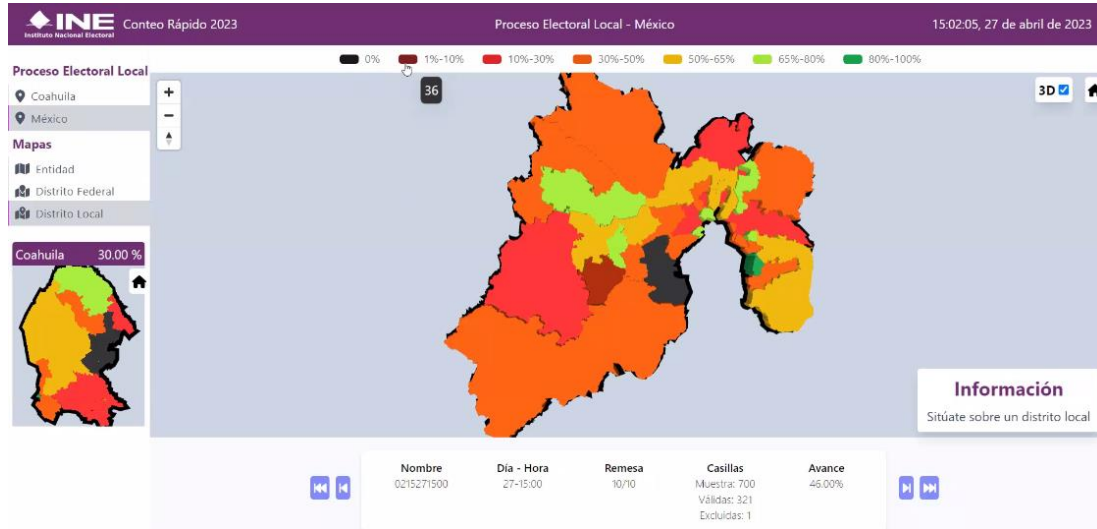 INE
Instituto Nacional Electoral
Conteo Rápido 2023
Proceso Electoral Local - México
15:02:05, 27 de abril de 2023
0%
1%-10%
10%-30%
30%-50%
50%-65%
65%-80%
80%-100%
36
Proceso Electoral Local
Coahuila
México
Mapas
Entidad
Distrito Federal
Distrito Local
Coahuila 30.00 %
+
−
3D
Información
Sitúate sobre un distrito local
Nombre Día - Hora Remesa Casillas Avance
0215271500 27-15:00 10/10 Muestra: 700 46.00%
Válidas: 321
Excluidas: 1